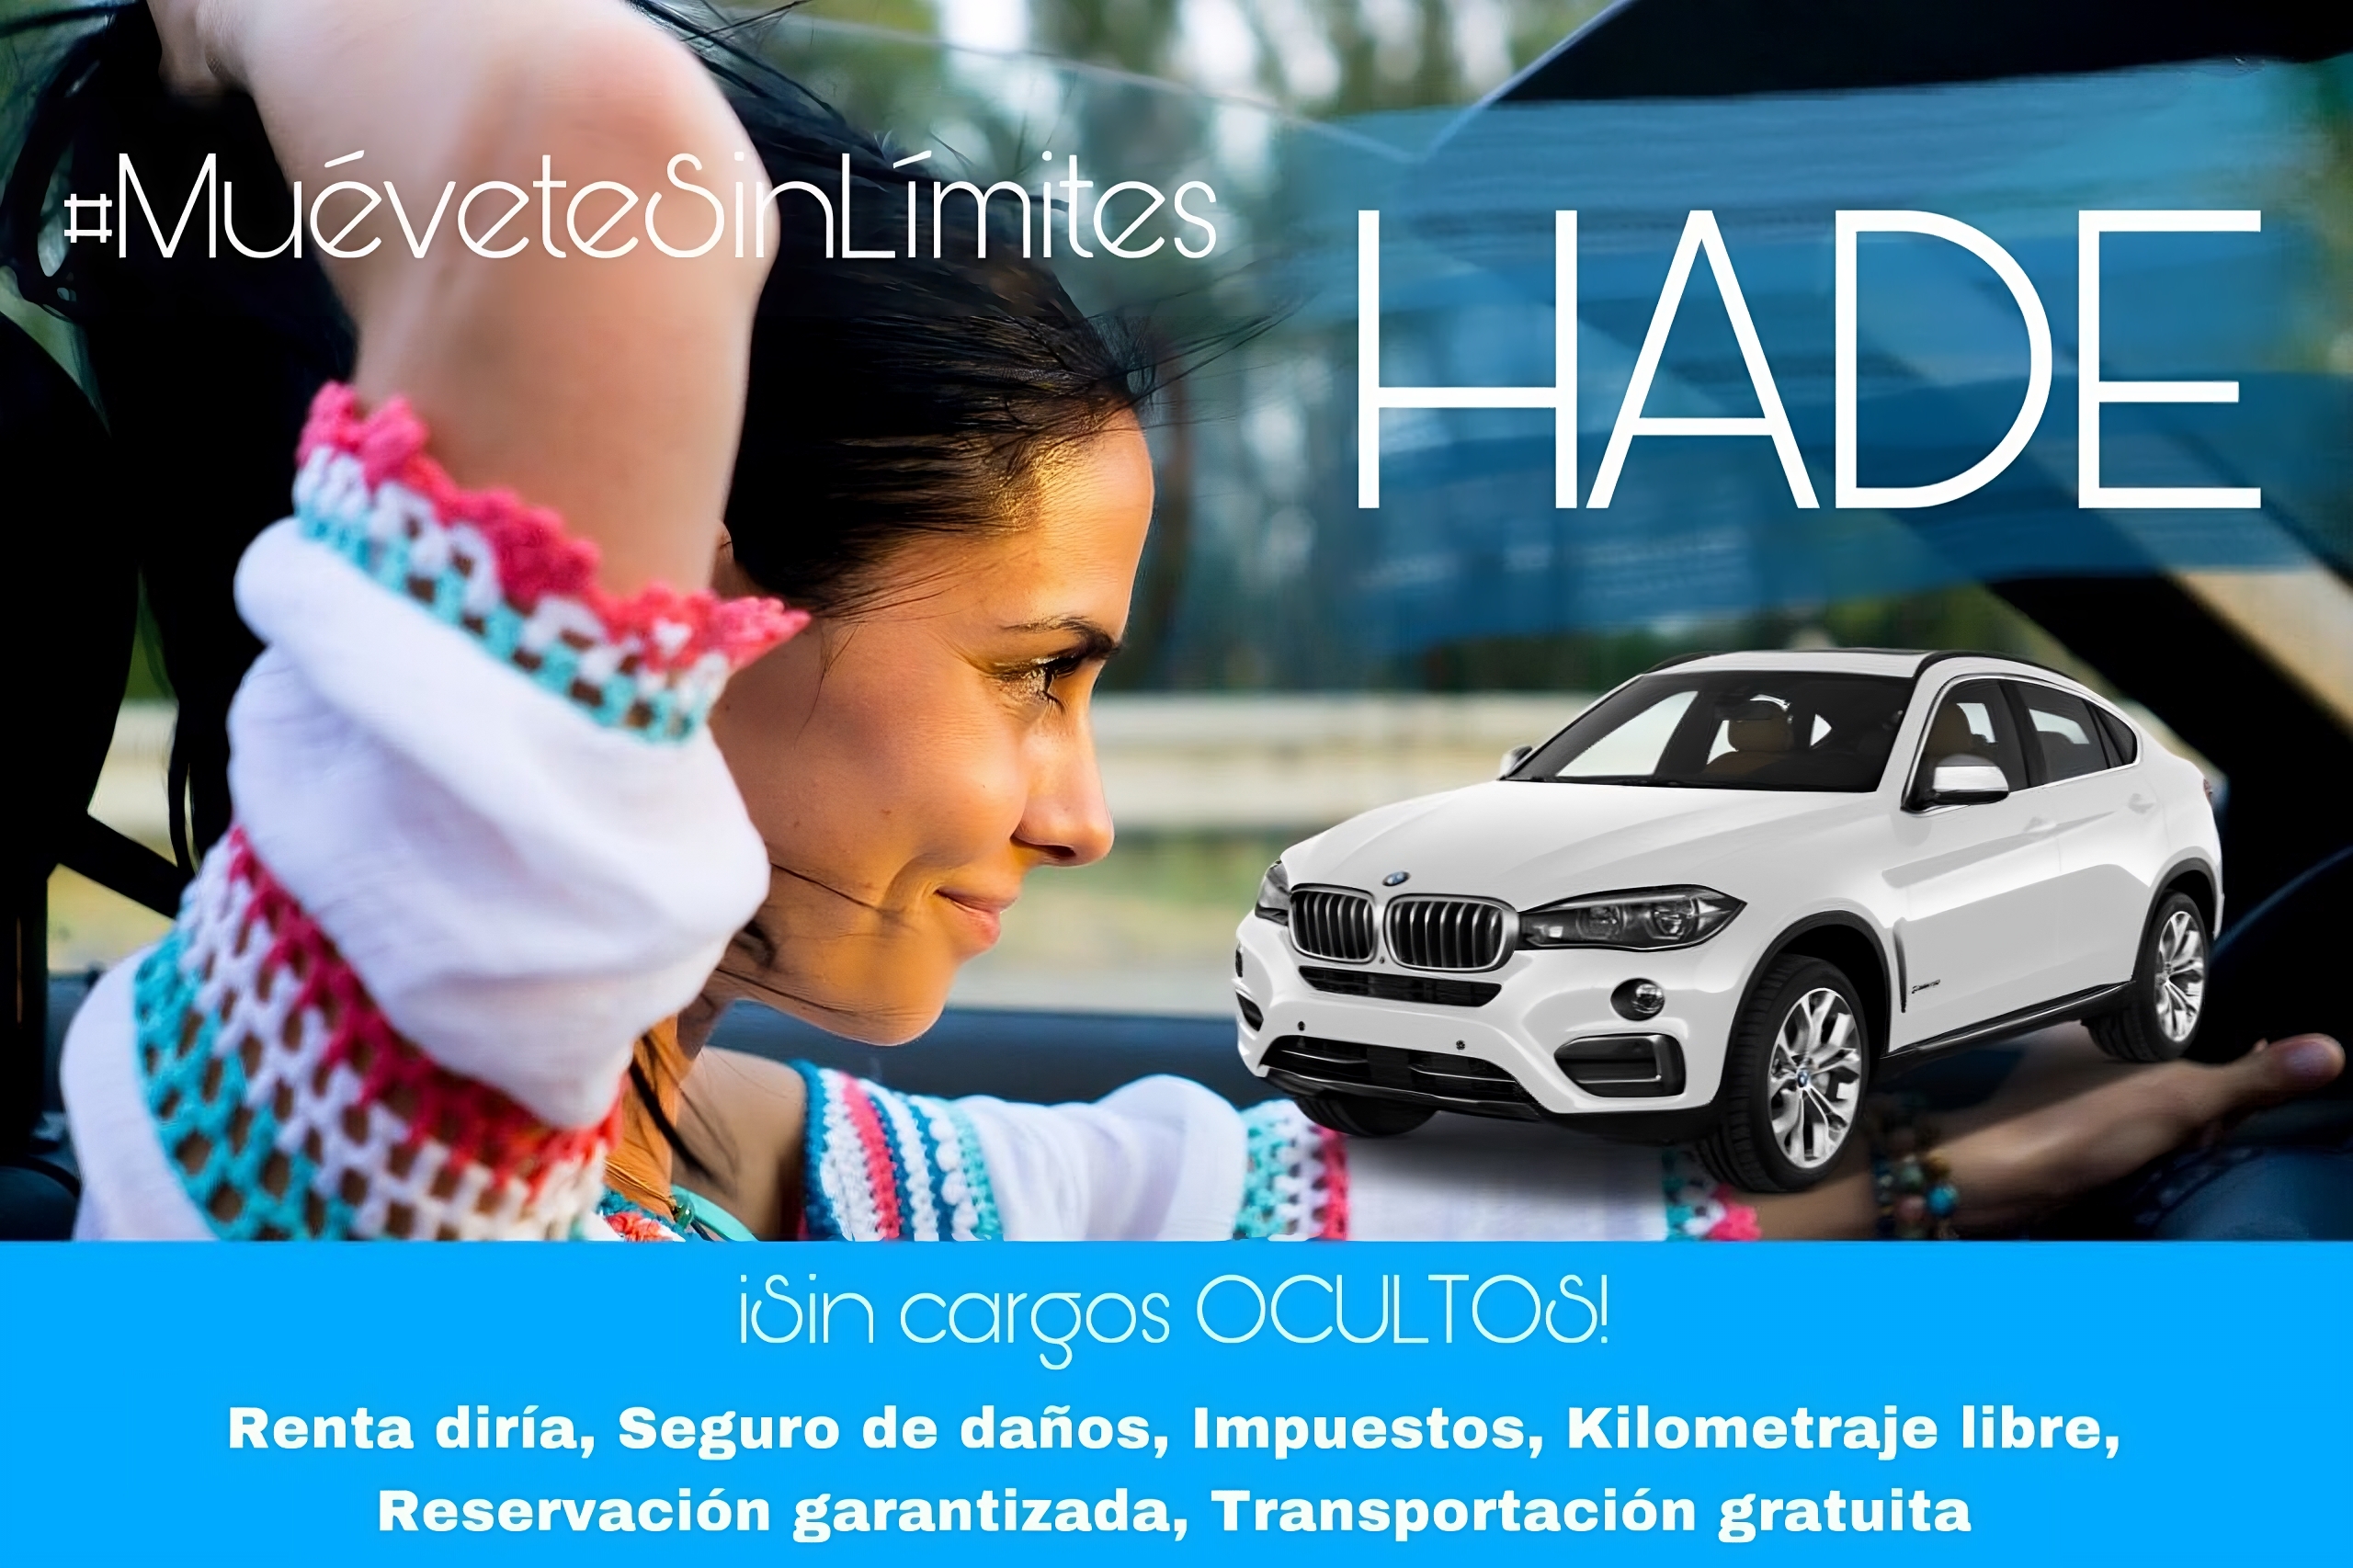 #MuéveteSinLímites
HADE
¡Sin cargos OCULTOS!
Renta diría, Seguro de daños, Impuestos, Kilometraje libre,
Reservación garantizada, Transportación gratuita